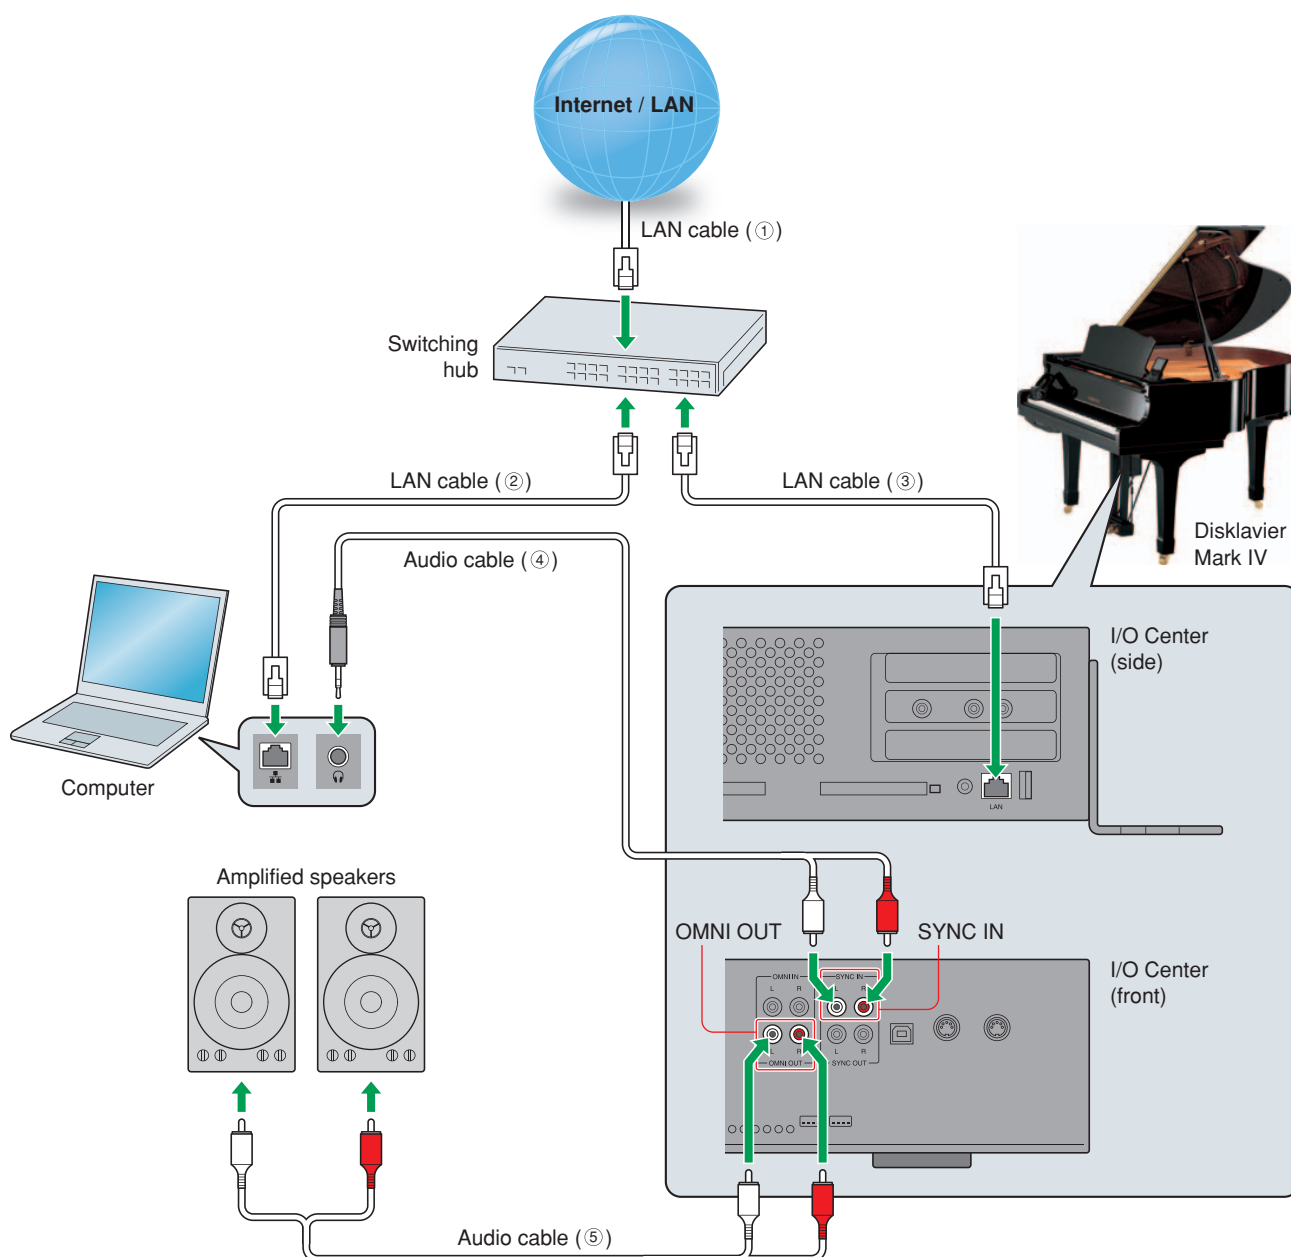 Internet / LAN
LAN cable (①)
Switching
hub
LAN cable (②)
LAN cable (③)
Audio cable (④)
Disklavier
Mark IV
I/O Center
(side)
LAN
Computer
Amplified speakers
OMNI OUT
SYNC IN
I/O Center
(front)
OMNI IN
SYNC IN
L R
L R
L R
L R
OMNI OUT
SYNC OUT
Audio cable (⑤)